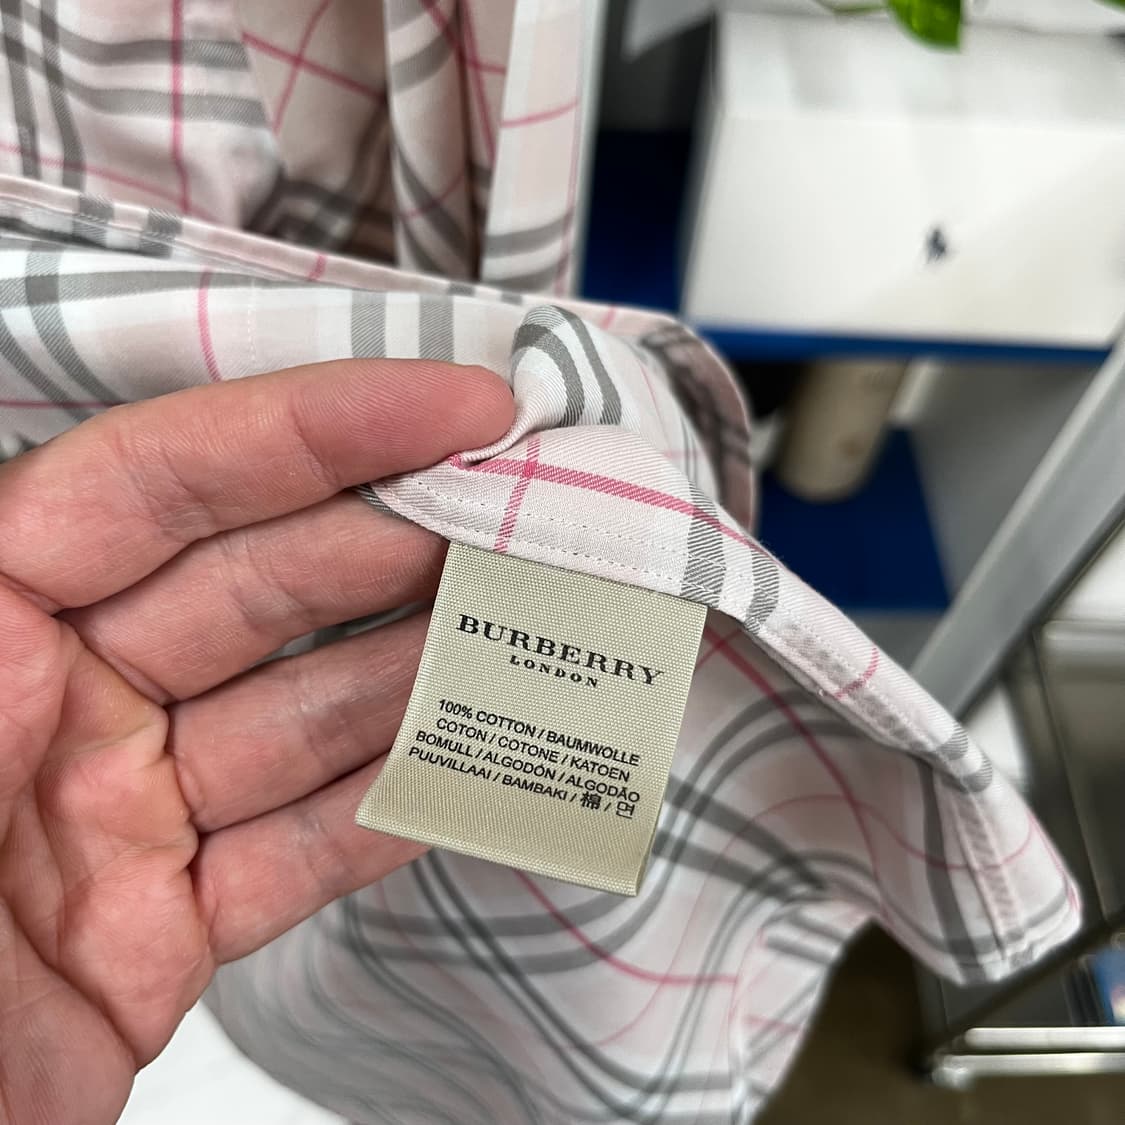 BURBERRY
LONDON
100% COTTON / BAUMWOLLE
COTON / COTONE / KATOEN
BOMULL / ALGODÓN / ALGODÃO
PUUVILLAAI / BAMBAKI / 棉 / 면